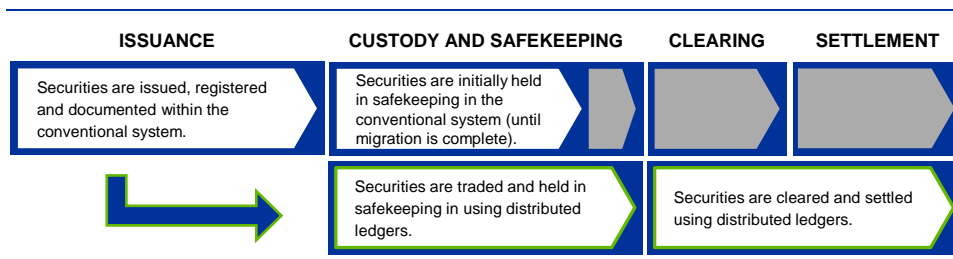 ISSUANCE
CUSTODY AND SAFEKEEPING
CLEARING
SETTLEMENT
Securities are issued, registered
and documented within the
conventional system.
Securities are initially held
in safekeeping in the
conventional system (until
migration is complete).
Securities are traded and held in
safekeeping in using distributed
ledgers.
Securities are cleared and settled
using distributed ledgers.